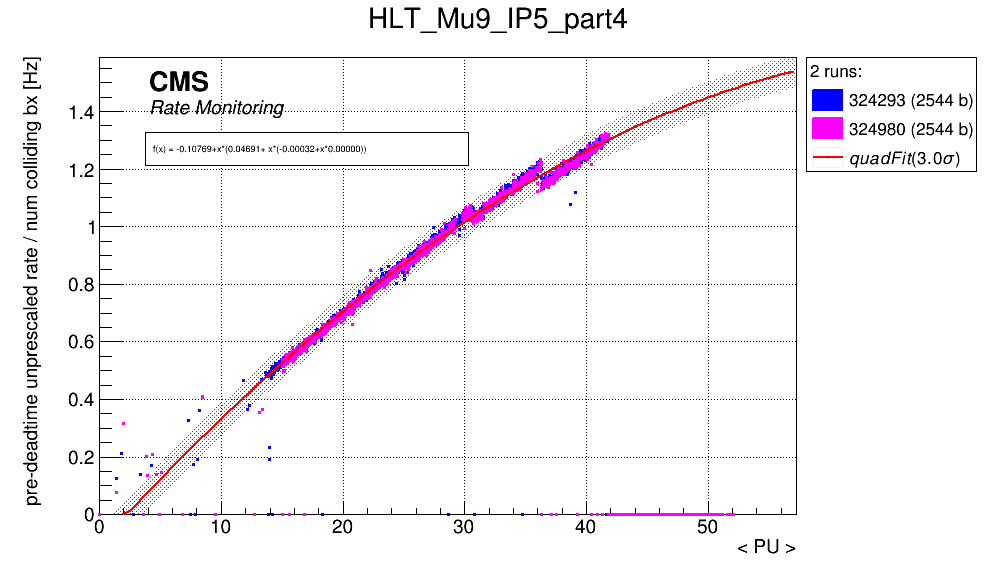 HLT_Mu9_IP5_part4
pre-deadtime unprescaled rate / num colliding bx [Hz]
CMS
Rate Monitoring
f(x) = -0.10769+x*(0.04691+ x*(-0.00032+x*0.00000))
2 runs:
324293 (2544 b)
324980 (2544 b)
quadFit(3.0σ)
1.4
1.2
1
0.8
0.6
0.4
0.2
0
0 10 20 30 40 50
< PU >